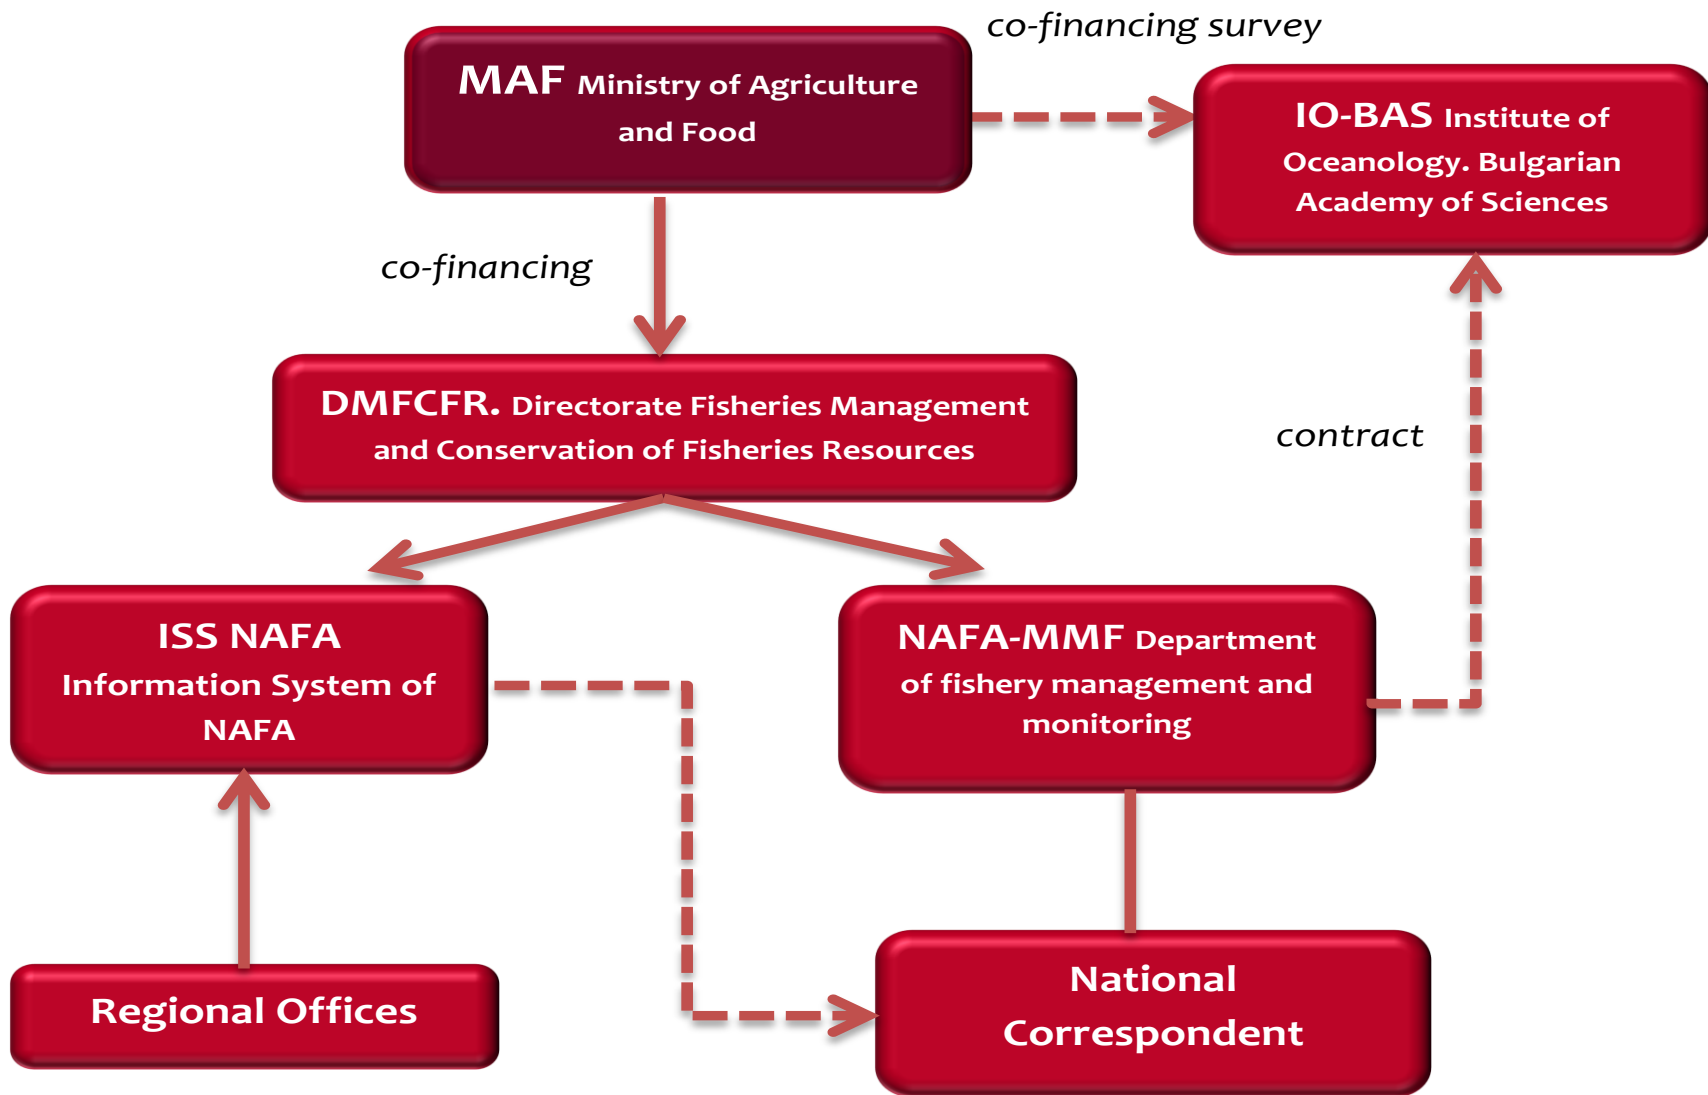 co-financing survey
MAF Ministry of Agriculture
and Food
IO-BAS Institute of
Oceanology. Bulgarian
Academy of Sciences
co-financing
DMFCFR. Directorate Fisheries Management
and Conservation of Fisheries Resources
contract
ISS NAFA
Information System of
NAFA
NAFA-MMF Department
of fishery management and
monitoring
Regional Offices
National
Correspondent